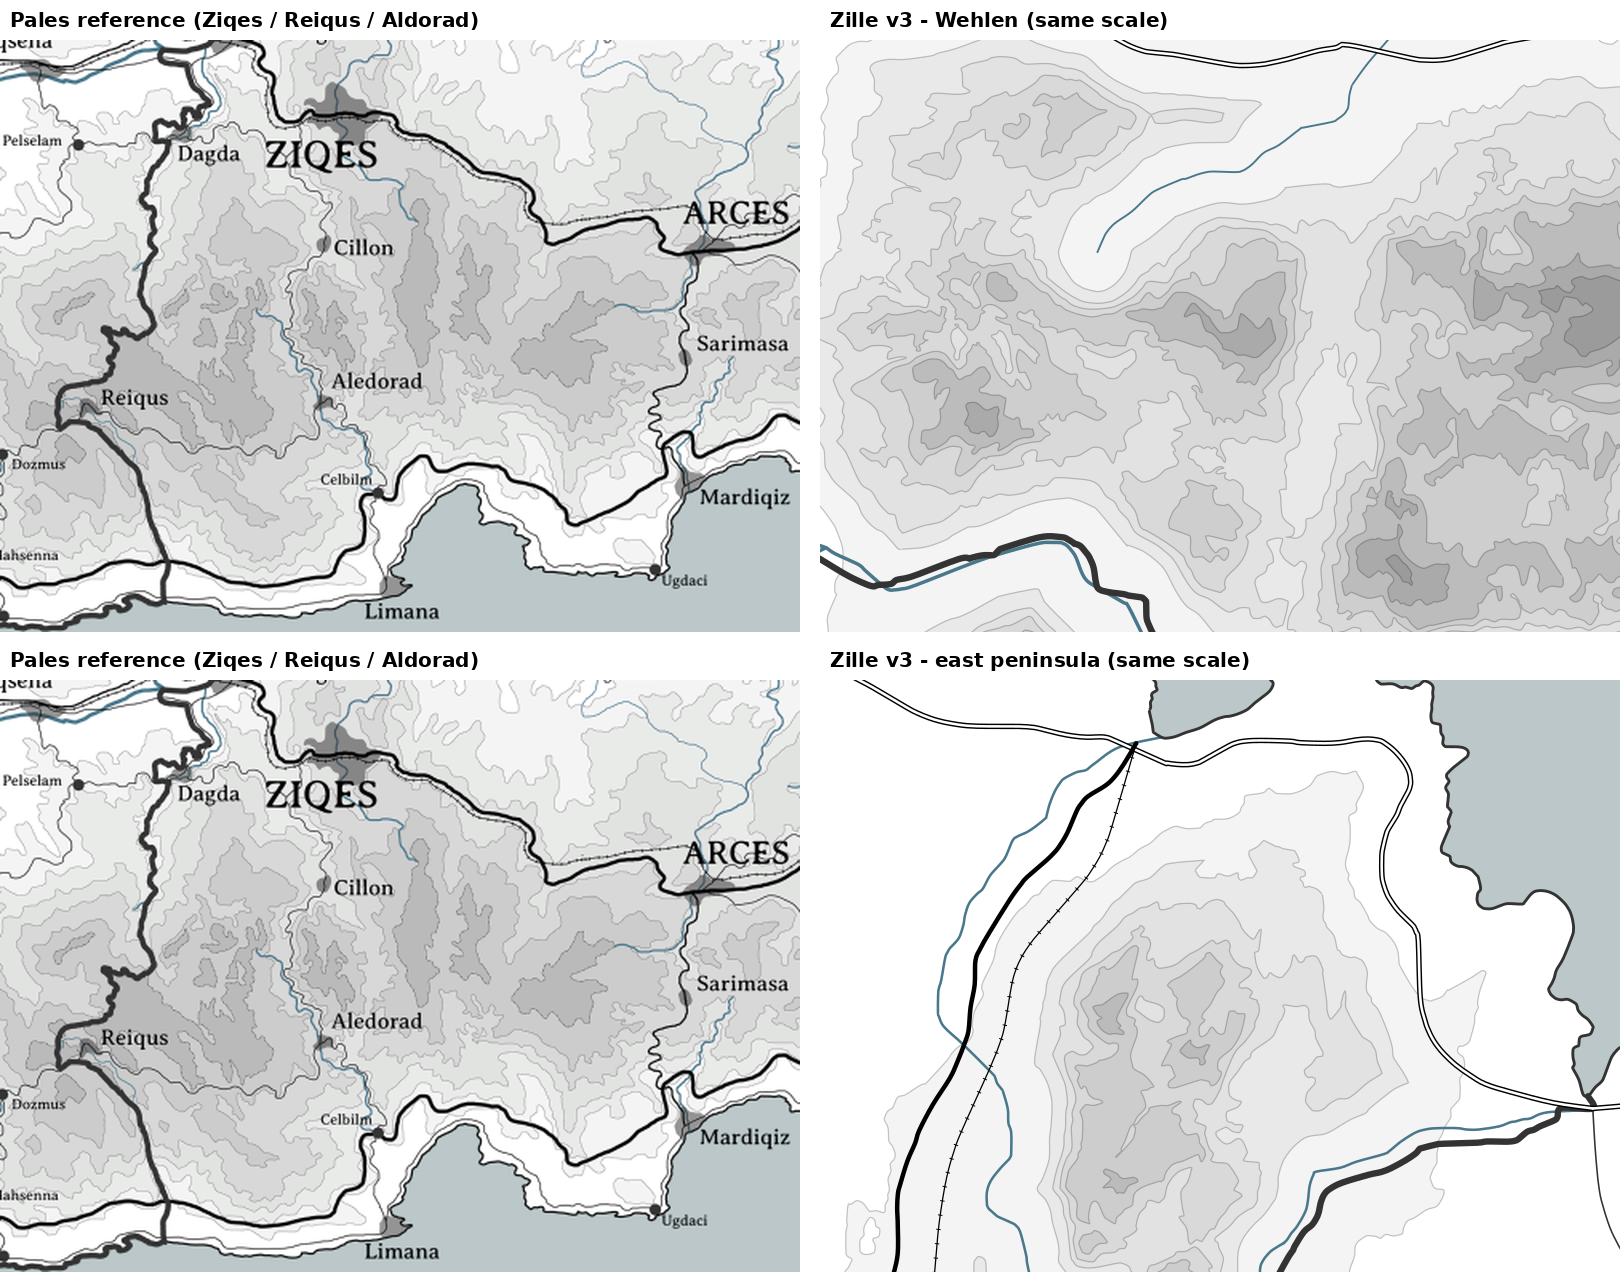 Pales reference (Ziqes / Reiqus / Aldorad)
Zille v3 - Wehlen (same scale)
Pelselam
Dagda
ZIQES
ARCES
Cillon
Sarimasa
Aledorad
Reiqus
Dozmus
Celbilm
Mardiqiz
Ugdaci
Limana
Pales reference (Ziqes / Reiqus / Aldorad)
Zille v3 - east peninsula (same scale)
Pelselam
Dagda
ZIQES
ARCES
Cillon
Sarimasa
Aledorad
Reiqus
Dozmus
Celbilm
Mardiqiz
Ugdaci
Limana